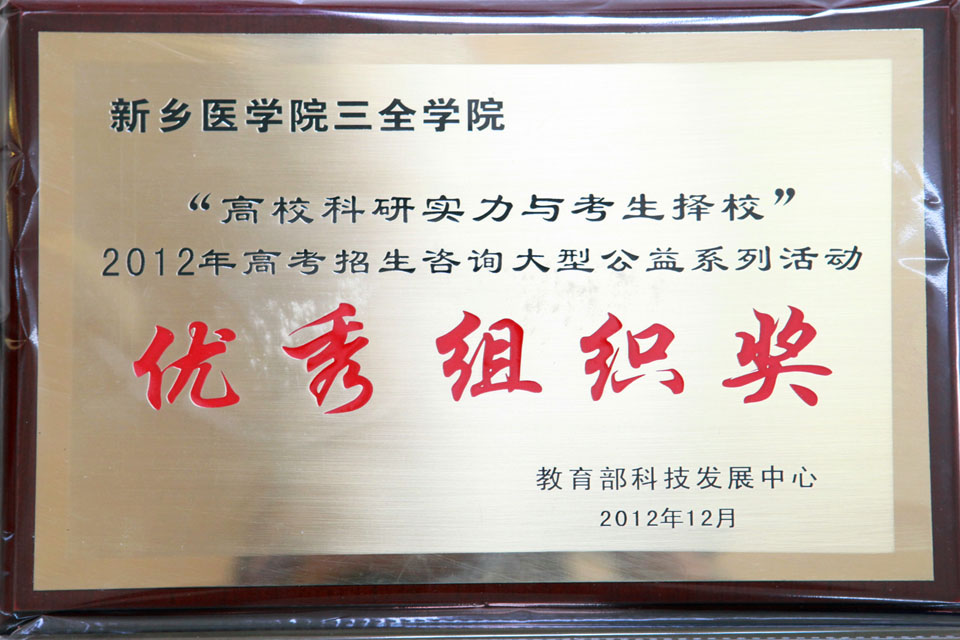 新乡医学院三全学院
“高校科研实力与考生择校”
2012年高考招生咨询大型公益系列活动
优秀组织奖
教育部科技发展中心
2012年12月